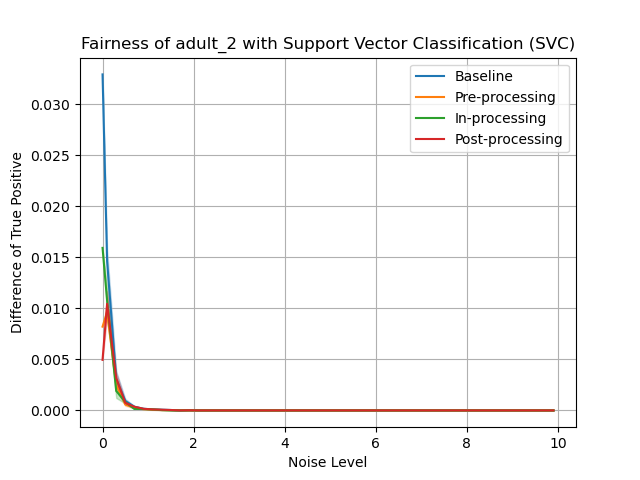 Fairness of adult_2 with Support Vector Classification (SVC)
Baseline
Pre-processing
In-processing
Post-processing
Difference of True Positive
0.030
0.025
0.020
0.015
0.010
0.005
0.000
0 2 4 6 8 10
Noise Level